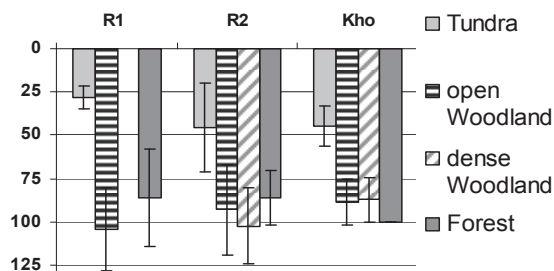 R1 R2 Kho
0
25
50
75
100
125
Tundra
open
Woodland
dense
Woodland
Forest